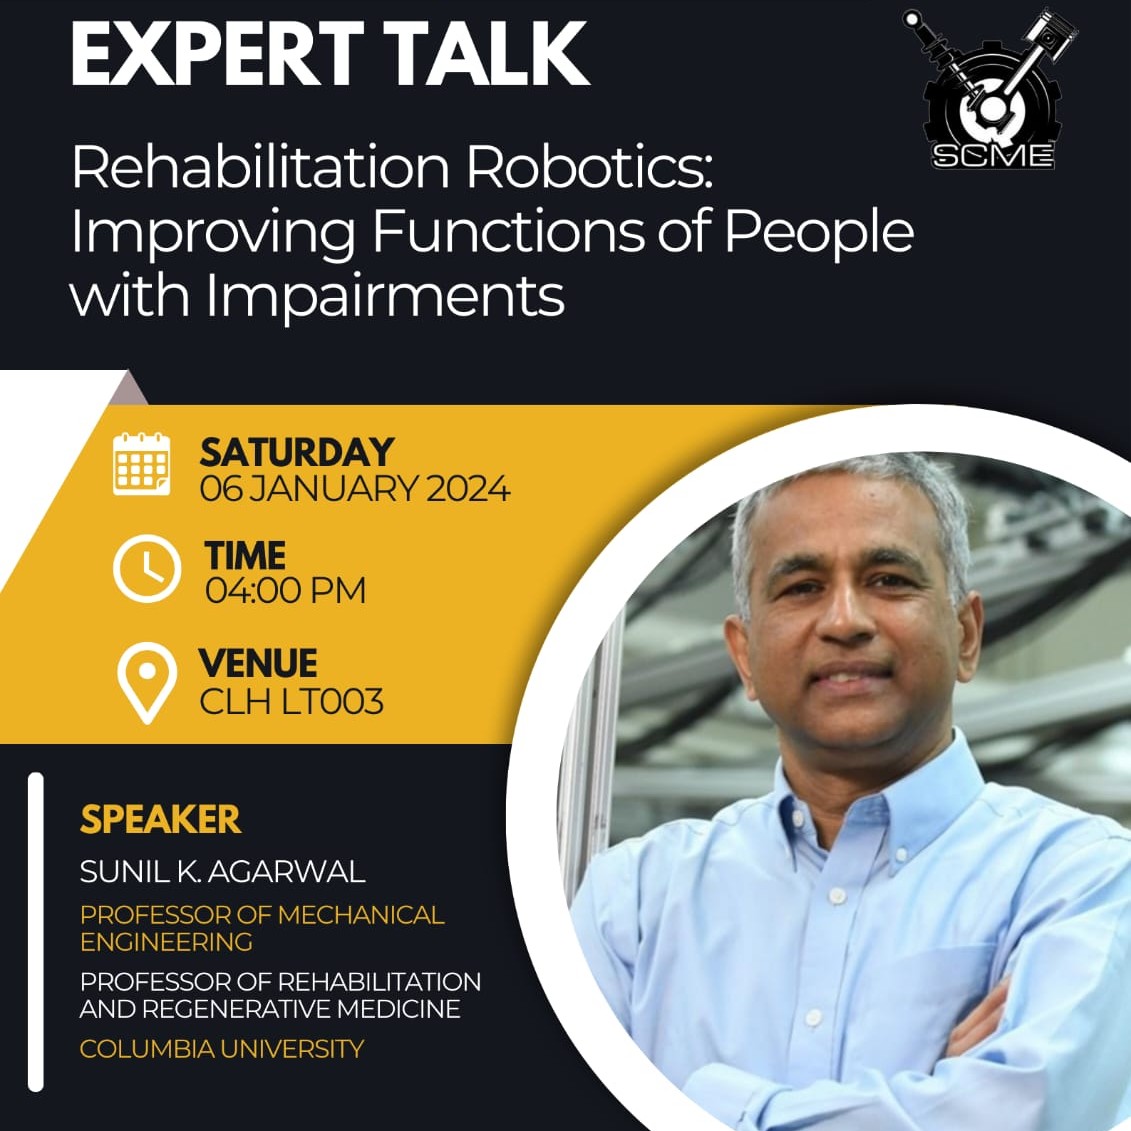 EXPERT TALK
SCME
Rehabilitation Robotics:
Improving Functions of People
with Impairments
SATURDAY
06 JANUARY 2024
TIME
04:00 PM
VENUE
CLH LT003
SPEAKER
SUNIL K. AGARWAL
PROFESSOR OF MECHANICAL
ENGINEERING
PROFESSOR OF REHABILITATION
AND REGENERATIVE MEDICINE
COLUMBIA UNIVERSITY